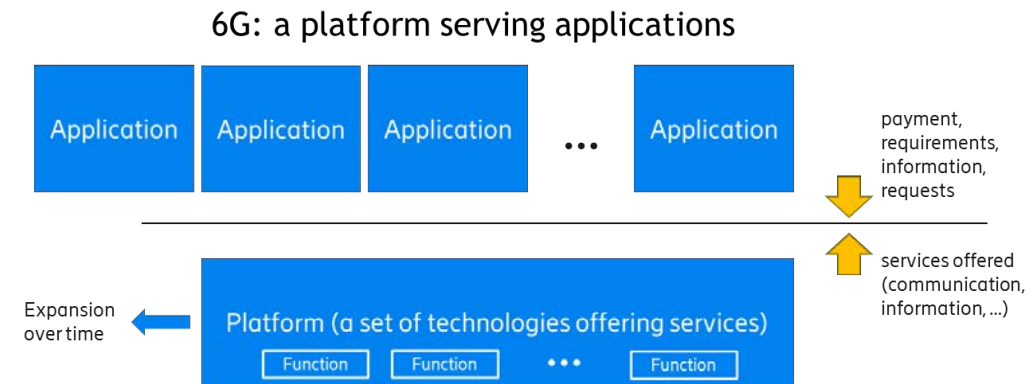 6G: a platform serving applications
Application
Application
Application
...
Application
payment,
requirements,
information,
requests
services offered
(communication,
information, ...)
Expansion
over time
Platform (a set of technologies offering services)
Function
Function
...
Function